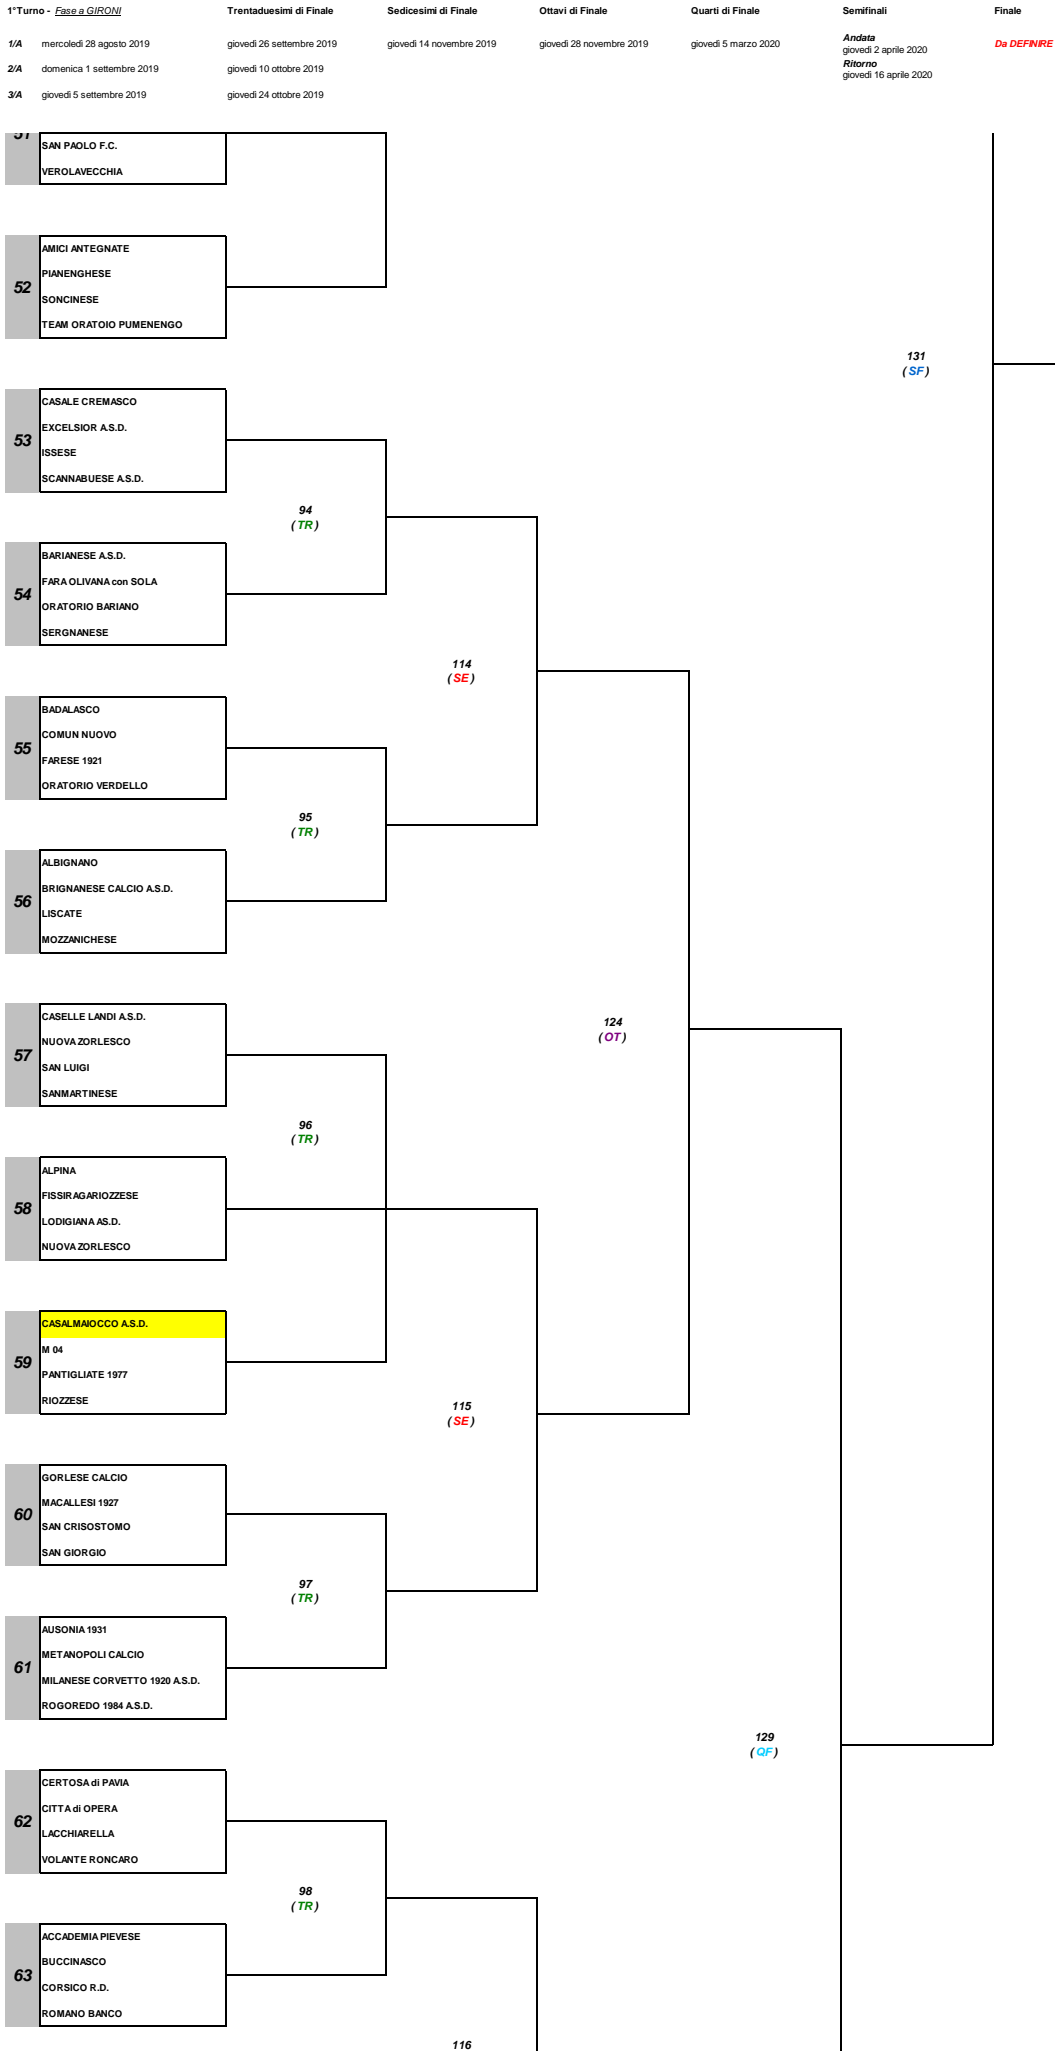 1°Turno - Fase a GIRONI Trentaduesimi di Finale Sedicesimi di Finale Ottavi di Finale Quarti di Finale Semifinali Finale
1/A mercoledì 28 agosto 2019 giovedì 26 settembre 2019 giovedì 14 novembre 2019 giovedì 28 novembre 2019 giovedì 5 marzo 2020 Andata Da DEFINIRE
giovedì 2 aprile 2020
2/A domenica 1 settembre 2019 giovedì 10 ottobre 2019 Ritorno
giovedì 16 aprile 2020
3/A giovedì 5 settembre 2019 giovedì 24 ottobre 2019
51
SAN PAOLO F.C.
VEROLAVECCHIA
52
AMICI ANTEGNATE
PIANENGHESE
SONCINESE
TEAM ORATOIO PUMENENGO
131
(SF)
53
CASALE CREMASCO
EXCELSIOR A.S.D.
ISSESE
SCANNABUESE A.S.D.
94
(TR)
54
BARIANESE A.S.D.
FARA OLIVANA con SOLA
ORATORIO BARIANO
SERGNANESE
114
(SE)
55
BADALASCO
COMUN NUOVO
FARESE 1921
ORATORIO VERDELLO
95
(TR)
56
ALBIGNANO
BRIGNANESE CALCIO A.S.D.
LISCATE
MOZZANICHESE
57
CASELLE LANDI A.S.D.
NUOVA ZORLESCO
SAN LUIGI
SANMARTINESE
124
(OT)
96
(TR)
58
ALPINA
FISSIRAGARIOZZESE
LODIGIANA AS.D.
NUOVA ZORLESCO
59
CASALMAIOCCO A.S.D.
M 04
PANTIGLIATE 1977
RIOZZESE
115
(SE)
60
GORLESE CALCIO
MACALLESI 1927
SAN CRISOSTOMO
SAN GIORGIO
97
(TR)
61
AUSONIA 1931
METANOPOLI CALCIO
MILANESE CORVETTO 1920 A.S.D.
ROGOREDO 1984 A.S.D.
129
(QF)
62
CERTOSA di PAVIA
CITTA di OPERA
LACCHIARELLA
VOLANTE RONCARO
98
(TR)
63
ACCADEMIA PIEVESE
BUCCINASCO
CORSICO R.D.
ROMANO BANCO
116